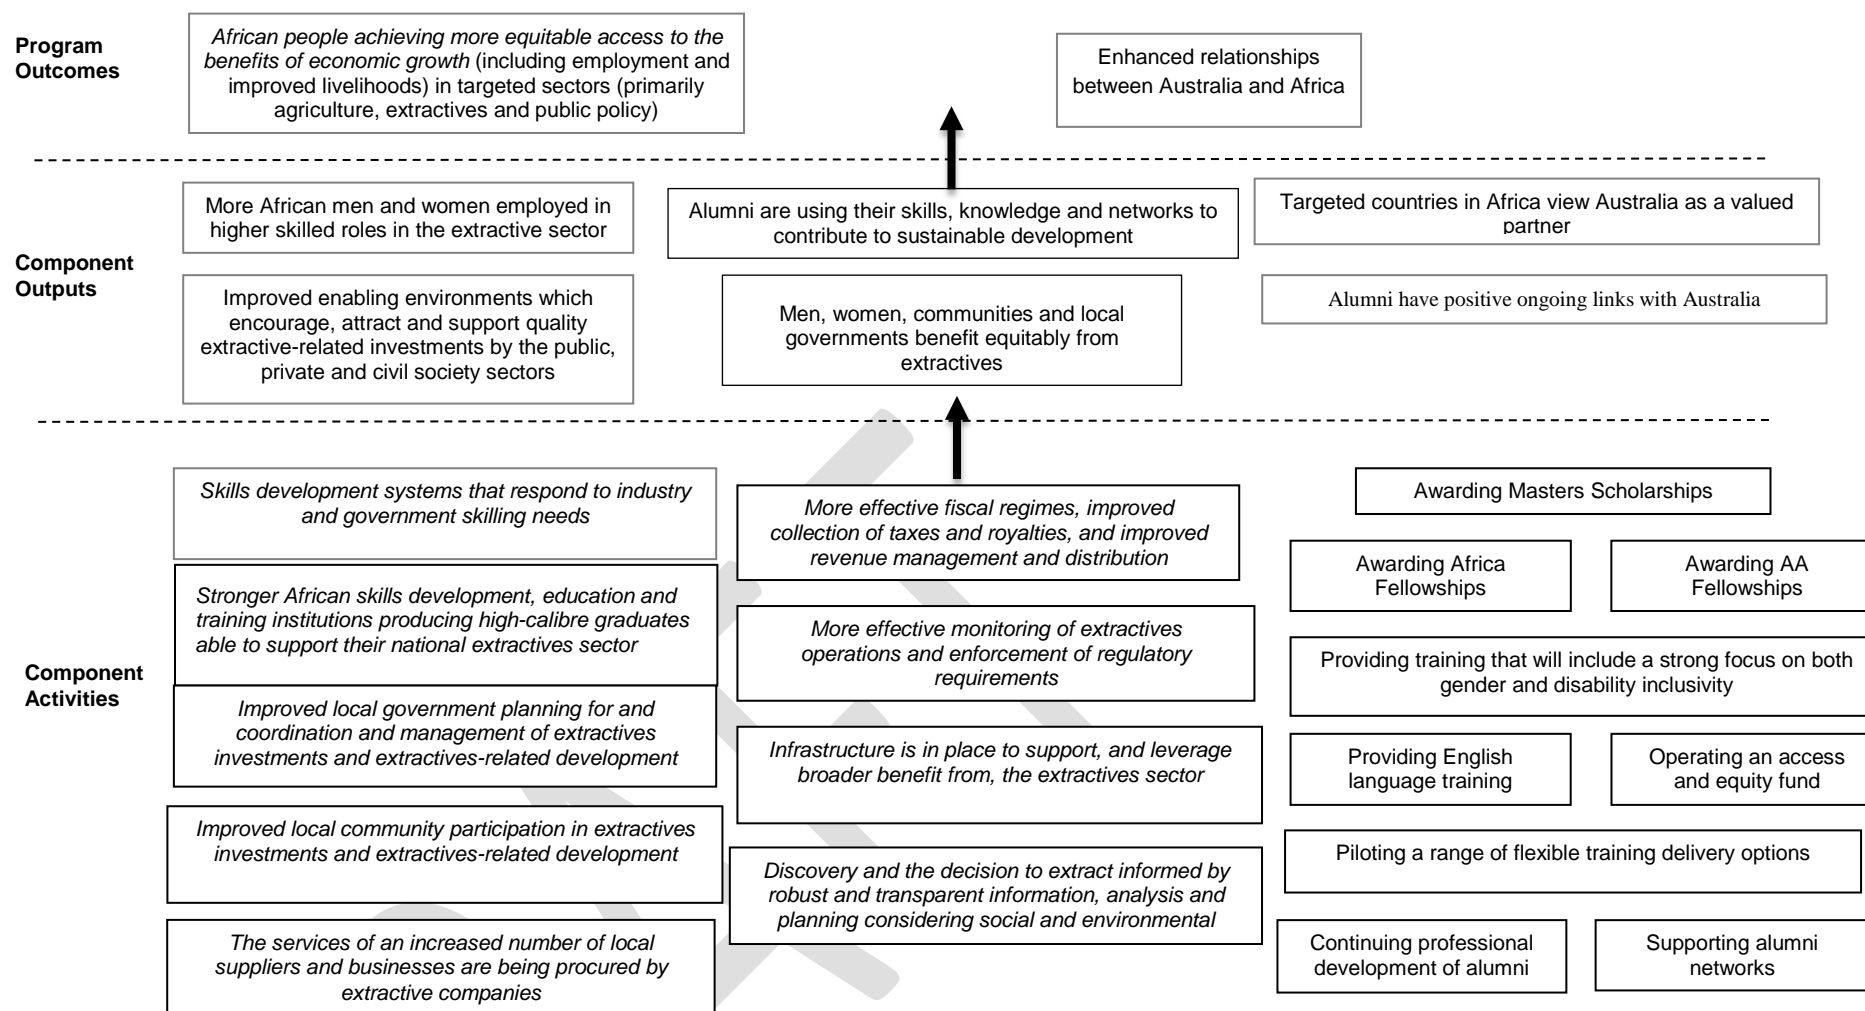 Program
Outcomes
African people achieving more equitable access to the
benefits of economic growth (including employment and
improved livelihoods) in targeted sectors (primarily
agriculture, extractives and public policy)
Enhanced relationships
between Australia and Africa
Component
Outputs
More African men and women employed in
higher skilled roles in the extractive sector
Alumni are using their skills, knowledge and networks to
contribute to sustainable development
Targeted countries in Africa view Australia as a valued
partner
Improved enabling environments which
encourage, attract and support quality
extractive-related investments by the public,
private and civil society sectors
Men, women, communities and local
governments benefit equitably from
extractives
Alumni have positive ongoing links with Australia
Component
Activities
Skills development systems that respond to industry
and government skilling needs
Stronger African skills development, education and
training institutions producing high-calibre graduates
able to support their national extractives sector
Improved local government planning for and
coordination and management of extractives
investments and extractives-related development
Improved local community participation in extractives
investments and extractives-related development
The services of an increased number of local
suppliers and businesses are being procured by
extractive companies
More effective fiscal regimes, improved
collection of taxes and royalties, and improved
revenue management and distribution
More effective monitoring of extractives
operations and enforcement of regulatory
requirements
Infrastructure is in place to support, and leverage
broader benefit from, the extractives sector
Discovery and the decision to extract informed by
robust and transparent information, analysis and
planning considering social and environmental
Awarding Masters Scholarships
Awarding Africa
Fellowships
Awarding AA
Fellowships
Providing training that will include a strong focus on both
gender and disability inclusivity
Providing English
language training
Operating an access
and equity fund
Piloting a range of flexible training delivery options
Continuing professional
development of alumni
Supporting alumni
networks